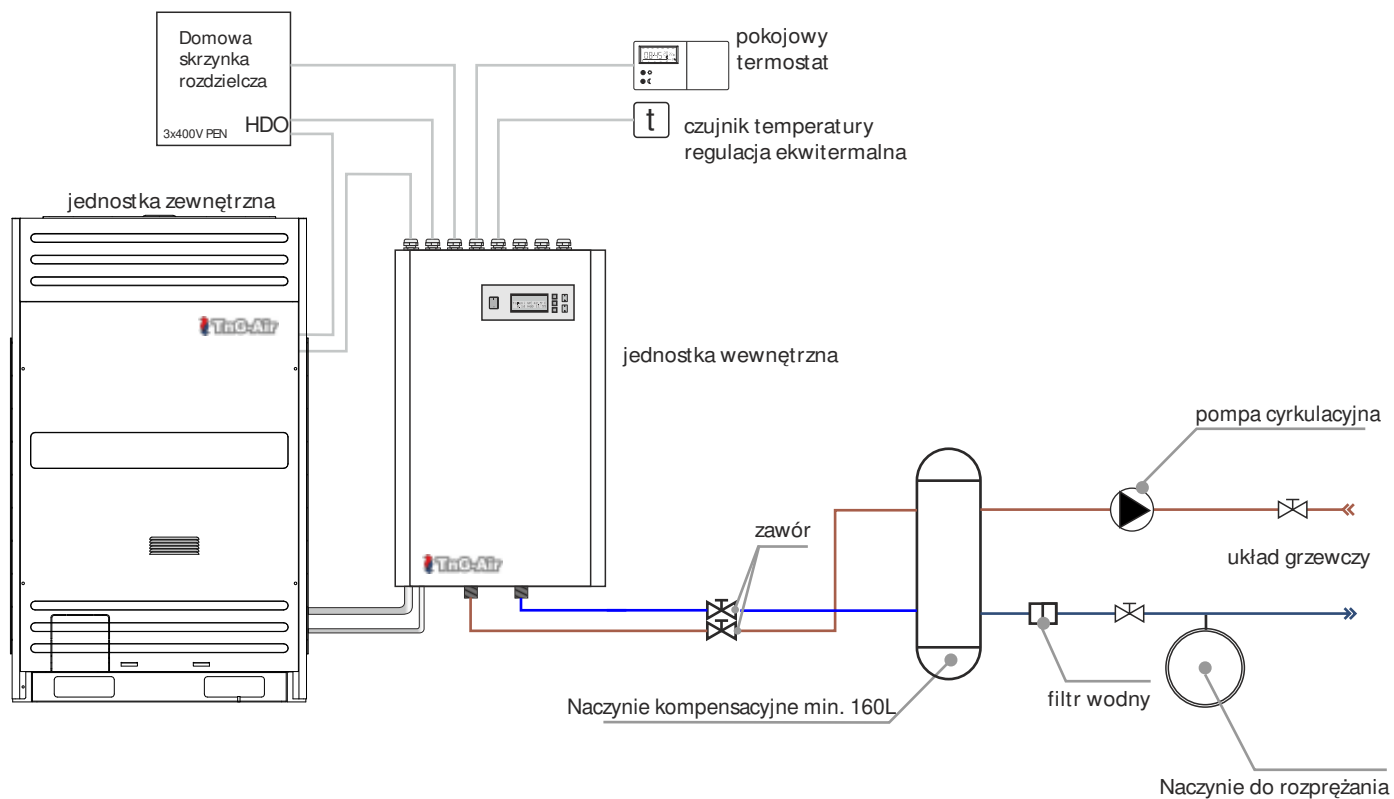 Domowa
skrzynka
rozdzielcza
HDO
3x400V PEN
pokojowy
termostat
t
czujnik temperatury
regulacja ekwitermalna
jednostka zewnętrzna
TnG-Air
jednostka wewnętrzna
TnG-Air
pompa cyrkulacyjna
zawór
układ grzewczy
Naczynie kompensacyjne min. 160L
filtr wodny
Naczynie do rozprężania